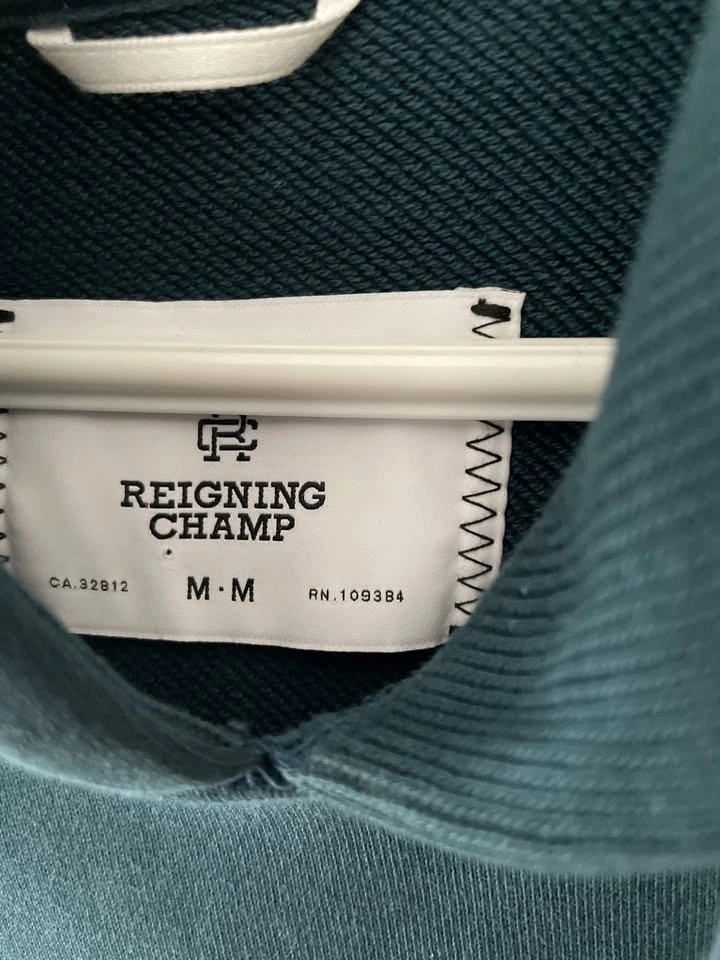 RC
REIGNING
CHAMP
CA.32812 M·M RN.109384